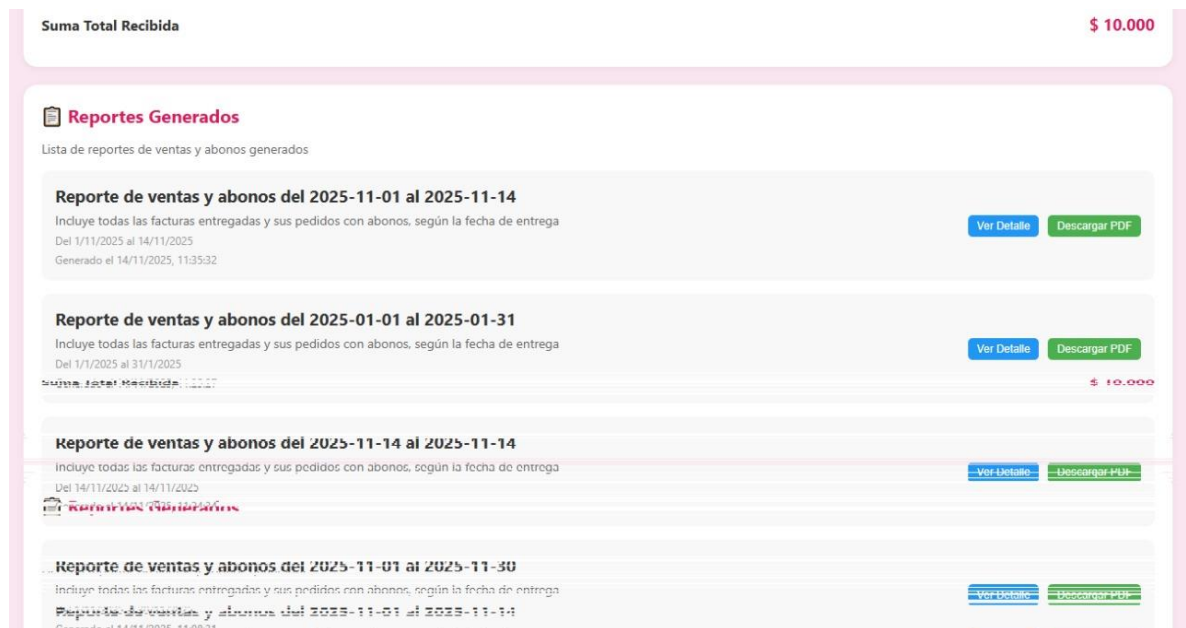 Suma Total Recibida $ 10.000
Reportes Generados
Lista de reportes de ventas y abonos generados
Reporte de ventas y abonos del 2025-11-01 al 2025-11-14
Incluye todas las facturas entregadas y sus pedidos con abonos, según la fecha de entrega
Ver Detalle Descargar PDF
Del 1/11/2025 al 14/11/2025
Generado el 14/11/2025, 11:35:32
Reporte de ventas y abonos del 2025-01-01 al 2025-01-31
Incluye todas las facturas entregadas y sus pedidos con abonos, según la fecha de entrega
Ver Detalle Descargar PDF
Del 1/1/2025 al 31/1/2025
Suma Total Recibida $ 10.000
Reporte de ventas y abonos del 2025-11-14 al 2025-11-14
Incluye todas las facturas entregadas y sus pedidos con abonos, según la fecha de entrega
Ver Detalle Descargar PDF
Del 14/11/2025 al 14/11/2025
Reportes Generados
Reporte de ventas y abonos del 2025-11-01 al 2025-11-30
Incluye todas las facturas entregadas y sus pedidos con abonos, según la fecha de entrega
Ver Detalle Descargar PDF
Reporte de ventas y abonos del 2025-11-01 al 2025-11-14